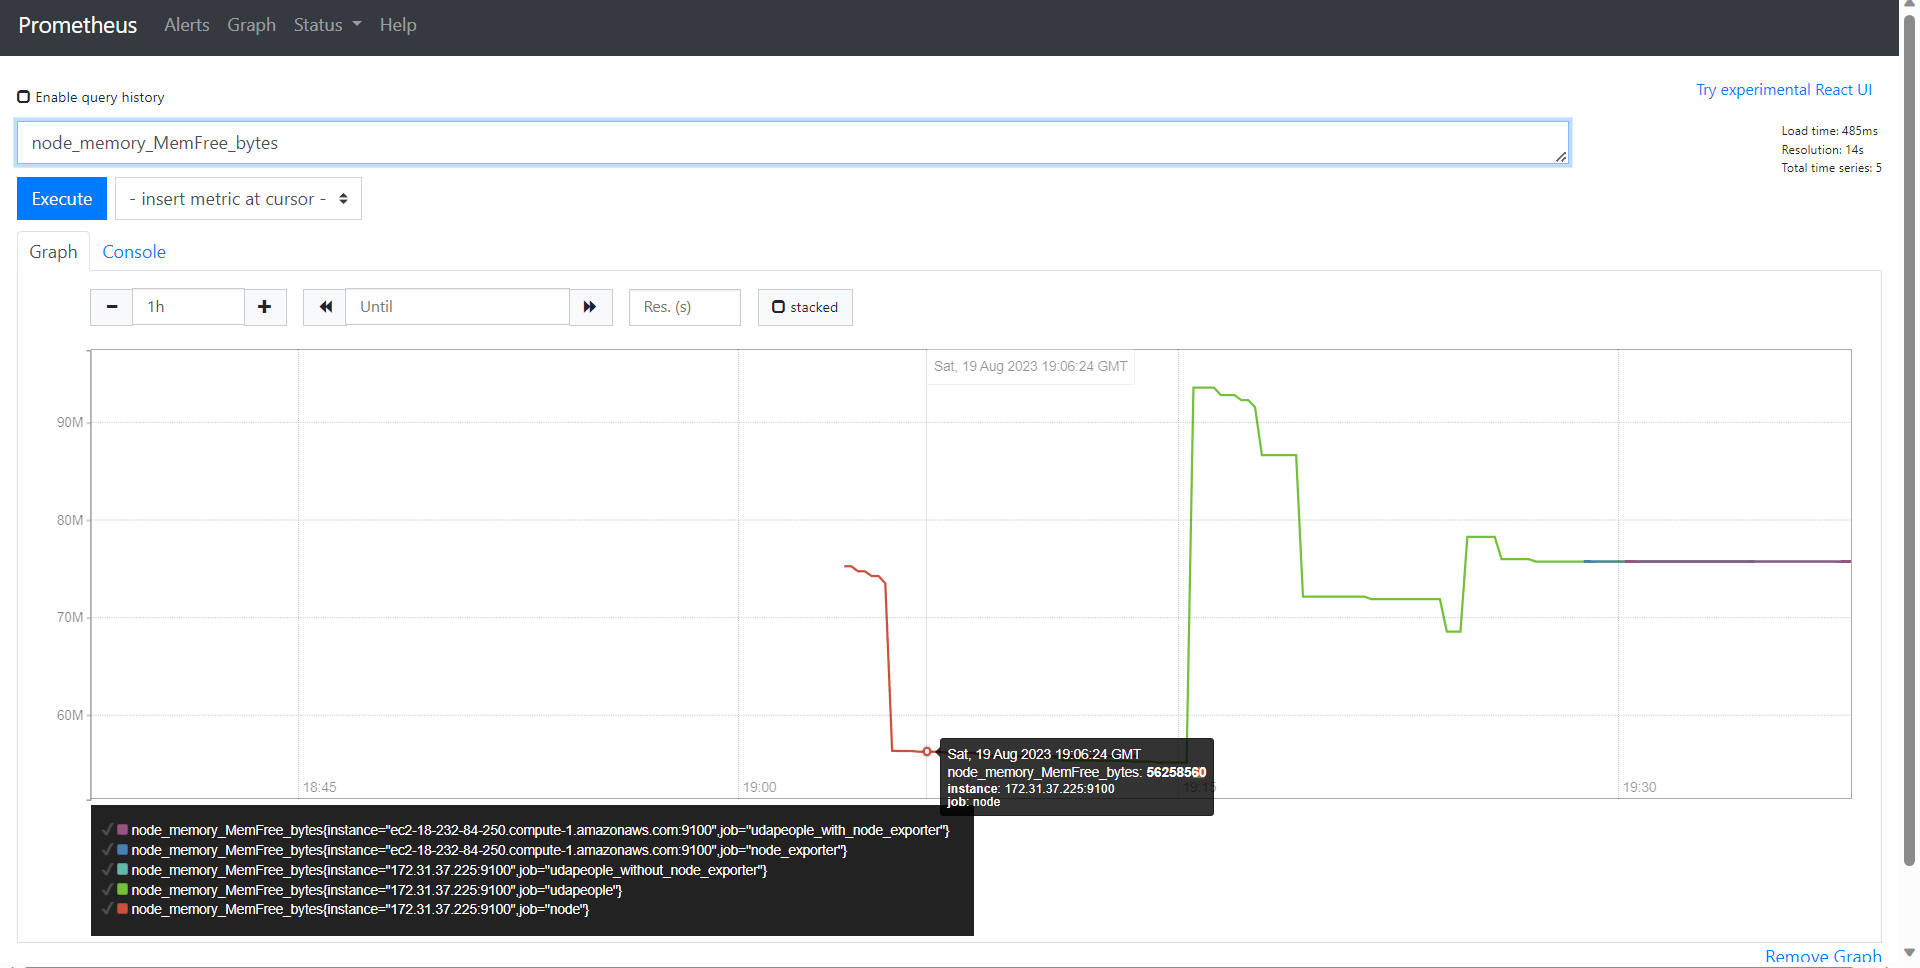 Prometheus Alerts Graph Status Help
Enable query history
Try experimental React UI
node_memory_MemFree_bytes
Load time: 485ms
Resolution: 14s
Total time series: 5
Execute - insert metric at cursor -
Graph Console
1h Until Res. (s) stacked
Sat, 19 Aug 2023 19:06:24 GMT
90M
80M
70M
60M
Sat, 19 Aug 2023 19:06:24 GMT
node_memory_MemFree_bytes: 56258560
instance: 172.31.37.225:9100
job: node
18:45 19:00 19:15 19:30
node_memory_MemFree_bytes{instance="ec2-18-232-84-250.compute-1.amazonaws.com:9100",job="udapeople_with_node_exporter"}
node_memory_MemFree_bytes{instance="ec2-18-232-84-250.compute-1.amazonaws.com:9100",job="node_exporter"}
node_memory_MemFree_bytes{instance="172.31.37.225:9100",job="udapeople_without_node_exporter"}
node_memory_MemFree_bytes{instance="172.31.37.225:9100",job="udapeople"}
node_memory_MemFree_bytes{instance="172.31.37.225:9100",job="node"}
Remove Graph